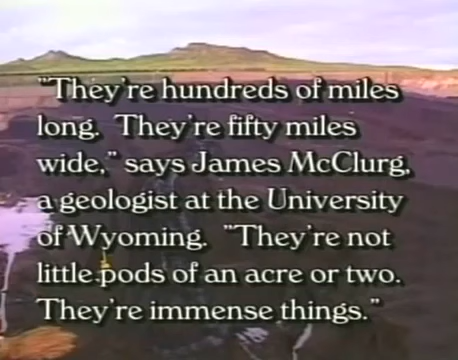 "They're hundreds of miles
long. They're fifty miles
wide," says James McClurg,
a geologist at the University
of Wyoming. "They're not
little pods of an acre or two.
They're immense things."